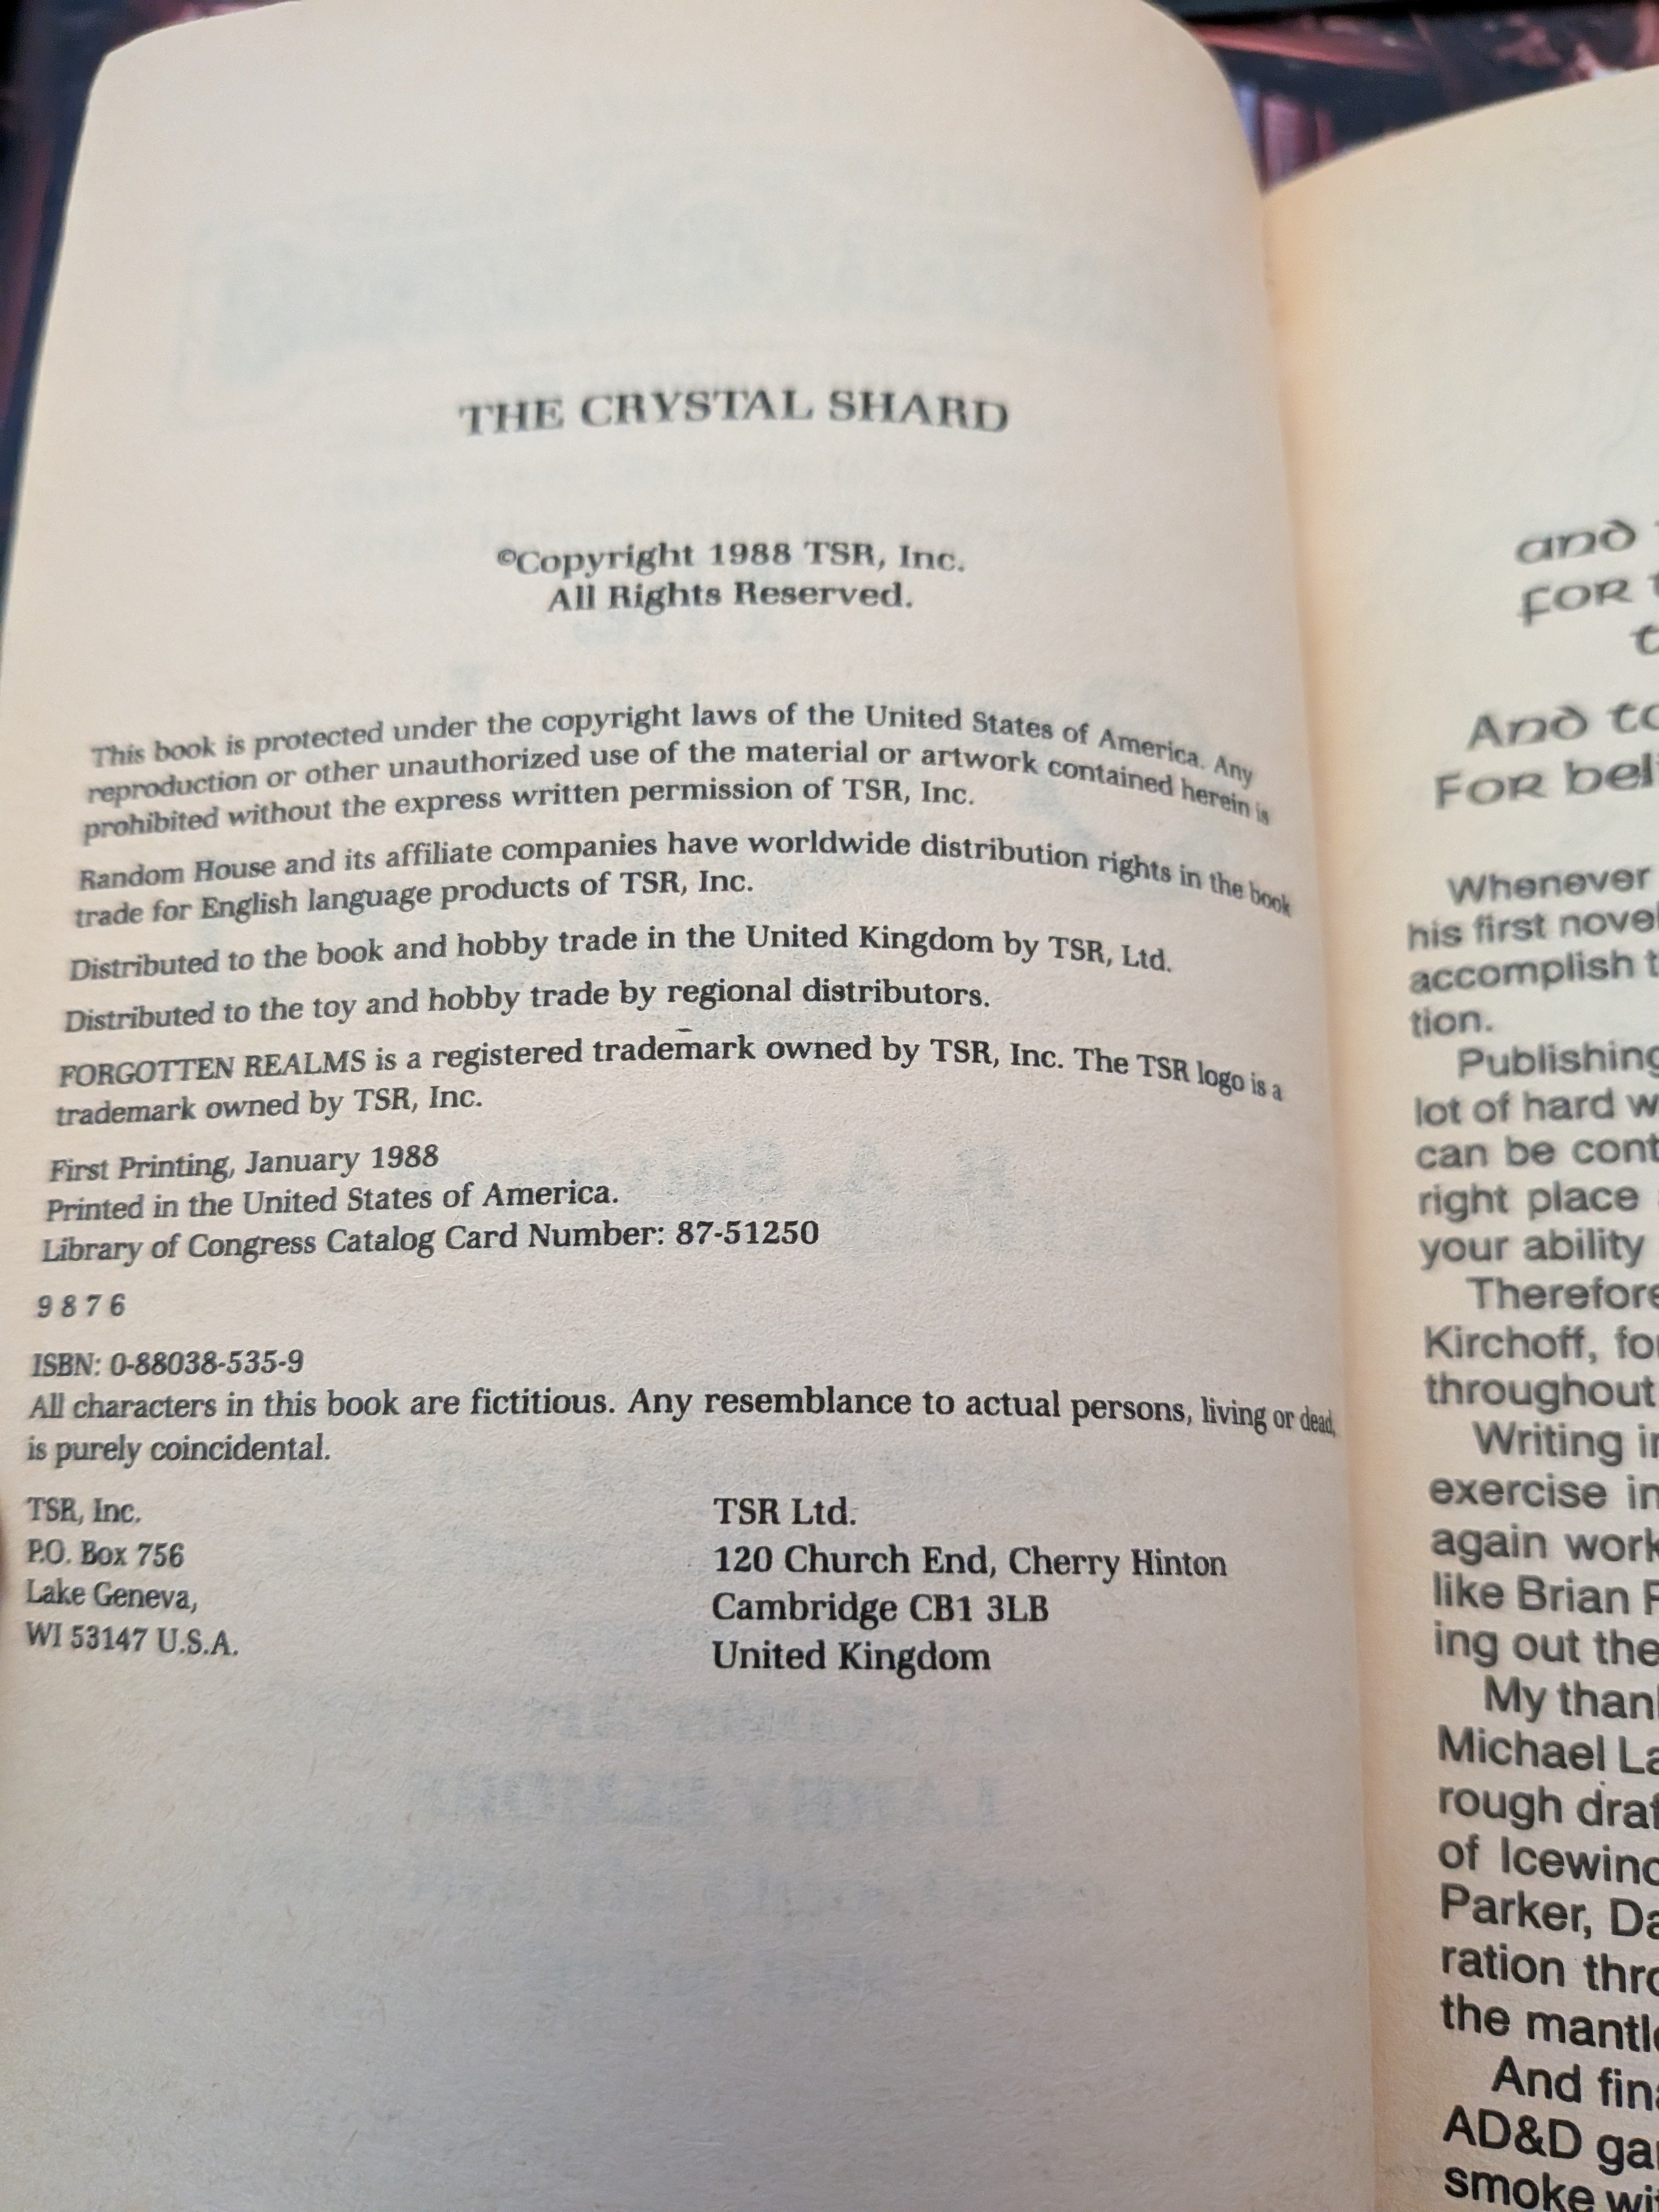 THE CRYSTAL SHARD
©Copyright 1988 TSR, Inc.
All Rights Reserved.
This book is protected under the copyright laws of the United States of America. Any
reproduction or other unauthorized use of the material or artwork contained herein is
prohibited without the express written permission of TSR, Inc.
Random House and its affiliate companies have worldwide distribution rights in the book
trade for English language products of TSR, Inc.
Distributed to the book and hobby trade in the United Kingdom by TSR, Ltd.
Distributed to the toy and hobby trade by regional distributors.
FORGOTTEN REALMS is a registered trademark owned by TSR, Inc. The TSR logo is a
trademark owned by TSR, Inc.
First Printing, January 1988
Printed in the United States of America.
Library of Congress Catalog Card Number: 87-51250
9 8 7 6
ISBN: 0-88038-535-9
All characters in this book are fictitious. Any resemblance to actual persons, living or dead,
is purely coincidental.
TSR, Inc.
P.O. Box 756
Lake Geneva,
WI 53147 U.S.A.
TSR Ltd.
120 Church End, Cherry Hinton
Cambridge CB1 3LB
United Kingdom
and
for
And to
For
Whenever
his first
accomplish
tion.
Publishing
lot of hard
can be
right place
your ability
Therefore
Kirchoff,
throughout
Writing
exercise
again
like Brian
ing out the
My
Michael
rough
of
Parker,
ration
the
And
AD&D
smoke